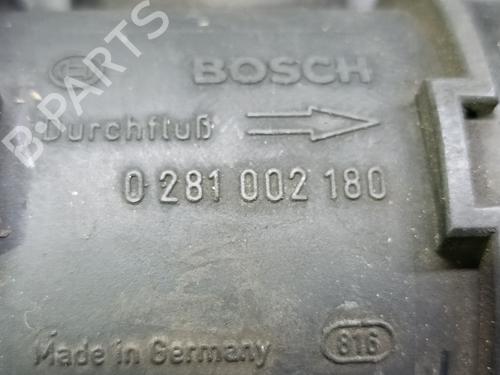 BOSCH
Durchfluß
0 281 002 180
Made in Germany 816
B-PARTS